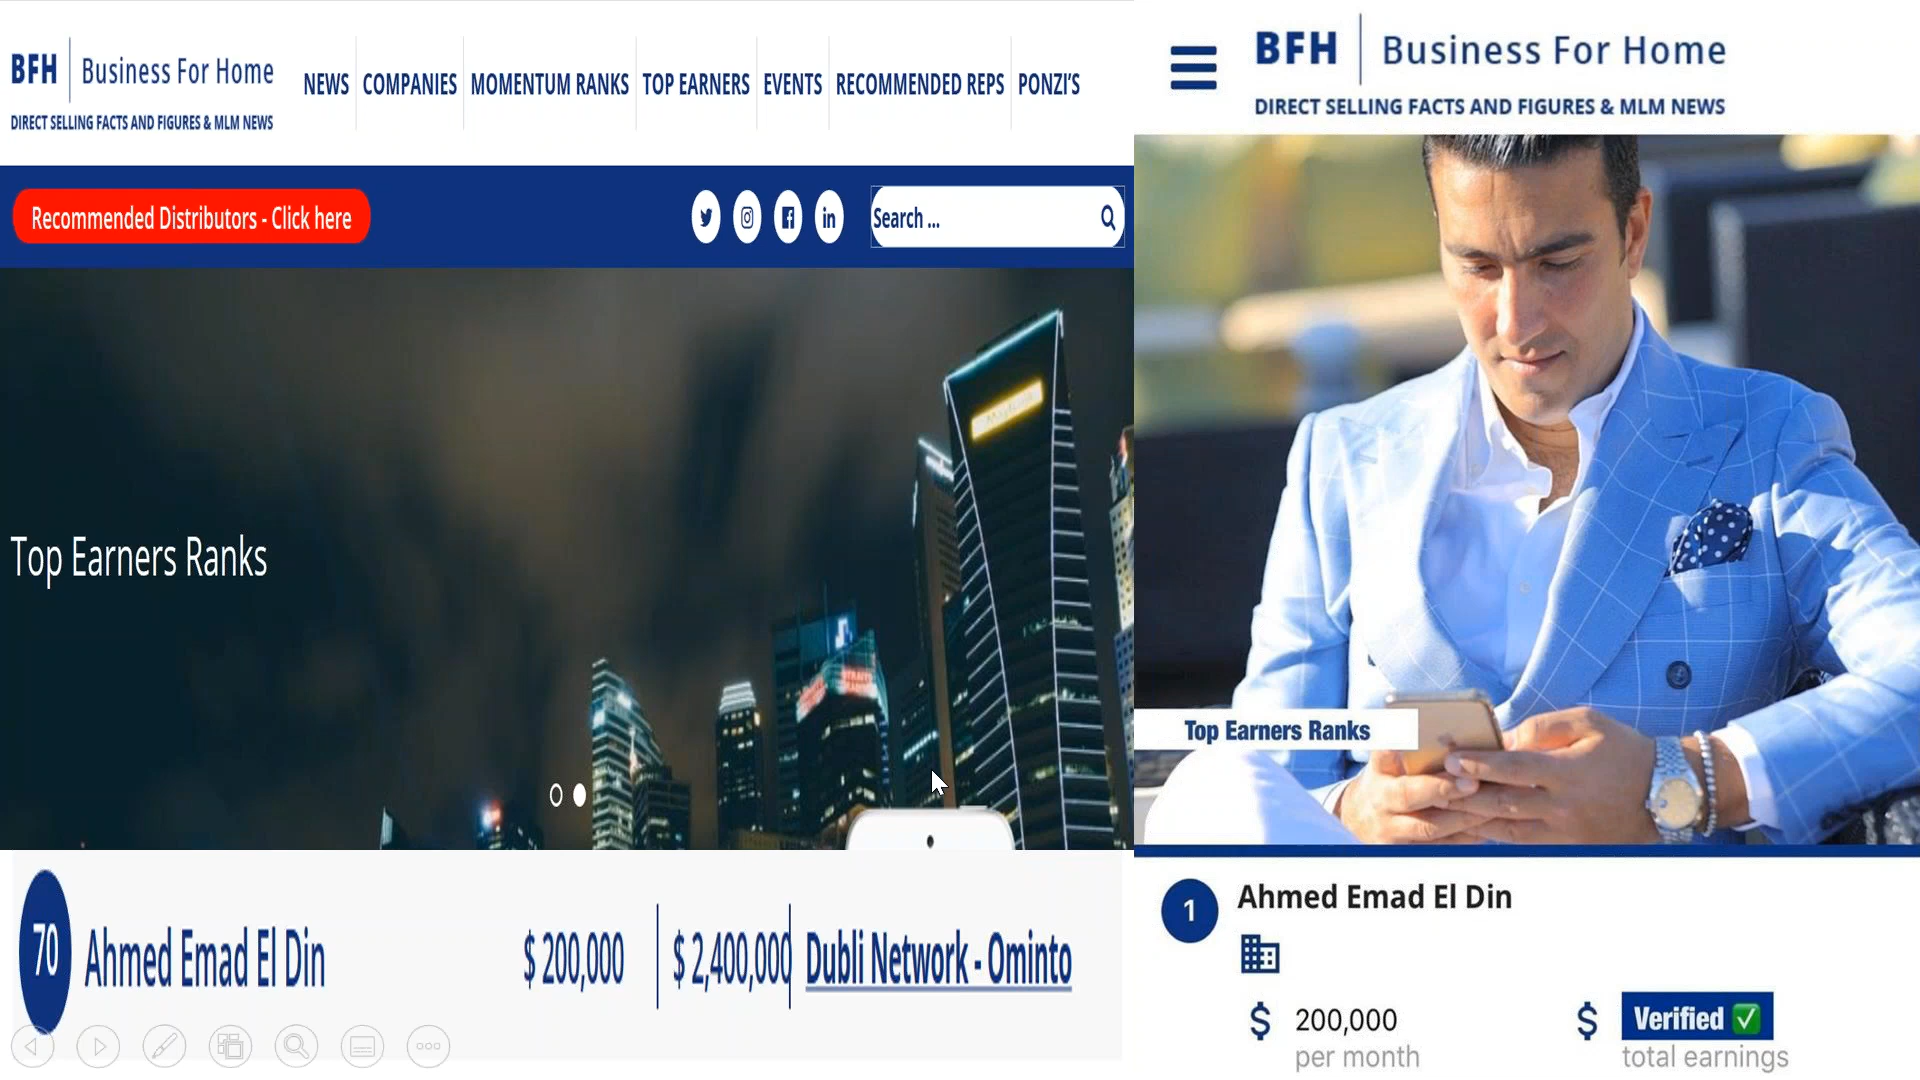 BFH Business For Home
DIRECT SELLING FACTS AND FIGURES & MLM NEWS
NEWS
COMPANIES
MOMENTUM RANKS
TOP EARNERS
EVENTS
RECOMMENDED REPS
PONZI'S
Recommended Distributors - Click here
Search ...
Top Earners Ranks
70 Ahmed Emad El Din $ 200,000 $ 2,400,000 Dubli Network - Ominto
BFH Business For Home
DIRECT SELLING FACTS AND FIGURES & MLM NEWS
Top Earners Ranks
1 Ahmed Emad El Din
$ 200,000 $ Verified ✅
per month total earnings